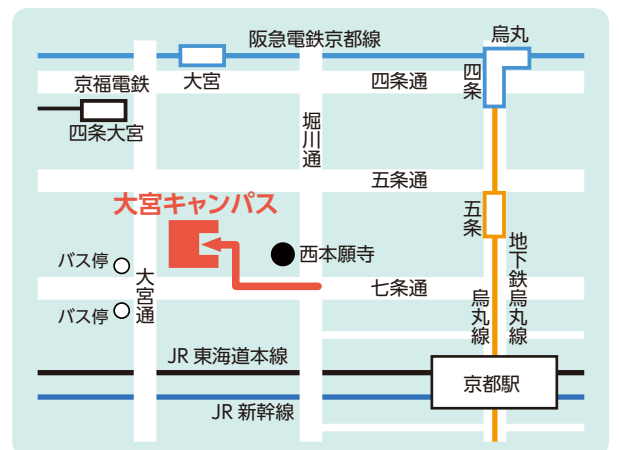 阪急電鉄京都線
烏丸
京福電鉄
大宮
四条通
四条
四条大宮
堀川通
五条通
大宮キャンパス
五条
バス停
大宮通
西本願寺
地下鉄烏丸線
七条通
烏丸線
バス停
JR 東海道本線
京都駅
JR 新幹線